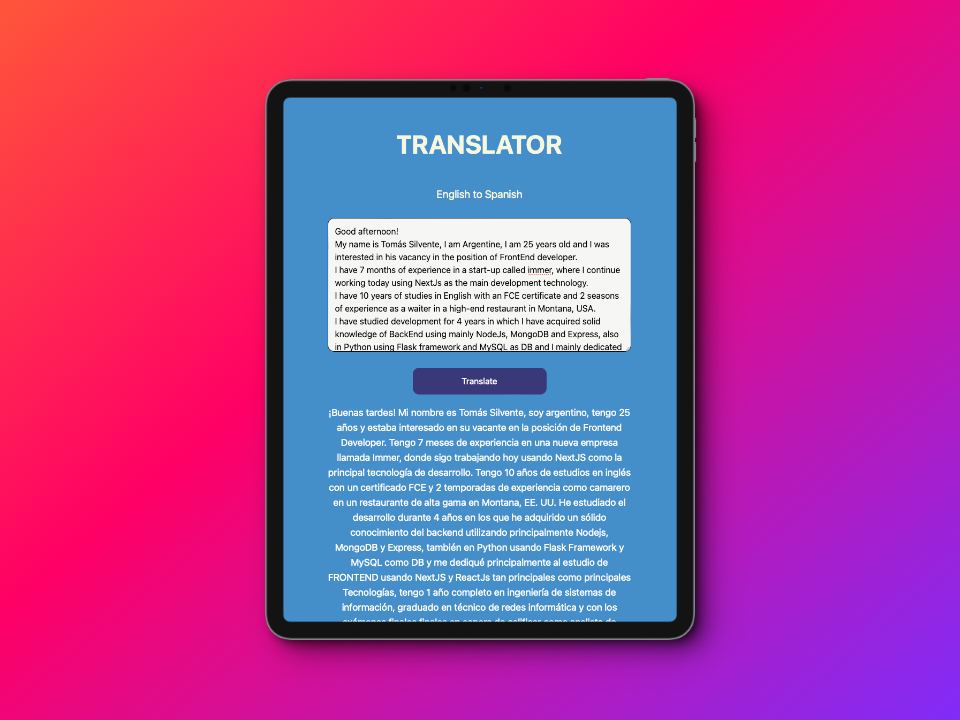 TRANSLATOR
English to Spanish
Good afternoon!
My name is Tomás Silvente, I am Argentine, I am 25 years old and I was
interested in his vacancy in the position of FrontEnd developer.
I have 7 months of experience in a start-up called immer, where I continue
working today using NextJs as the main development technology.
I have 10 years of studies in English with an FCE certificate and 2 seasons
of experience as a waiter in a high-end restaurant in Montana, USA.
I have studied development for 4 years in which I have acquired solid
knowledge of BackEnd using mainly NodeJs, MongoDB and Express, also
in Python using Flask framework and MySQL as DB and I mainly dedicated
Translate
¡Buenas tardes! Mi nombre es Tomás Silvente, soy argentino, tengo 25
años y estaba interesado en su vacante en la posición de Frontend
Developer. Tengo 7 meses de experiencia en una nueva empresa
llamada Immer, donde sigo trabajando hoy usando NextJS como la
principal tecnología de desarrollo. Tengo 10 años de estudios en inglés
con un certificado FCE y 2 temporadas de experiencia como camarero
en un restaurante de alta gama en Montana, EE. UU. He estudiado el
desarrollo durante 4 años en los que he adquirido un sólido
conocimiento del backend utilizando principalmente Nodejs,
MongoDB y Express, también en Python usando Flask Framework y
MySQL como DB y me dediqué principalmente al estudio de
FRONTEND usando NextJS y ReactJs tan principales como principales
Tecnologías, tengo 1 año completo en ingeniería de sistemas de
información, graduado en técnico de redes informática y con los
exámenes finales finales en espera de calificar como analista de